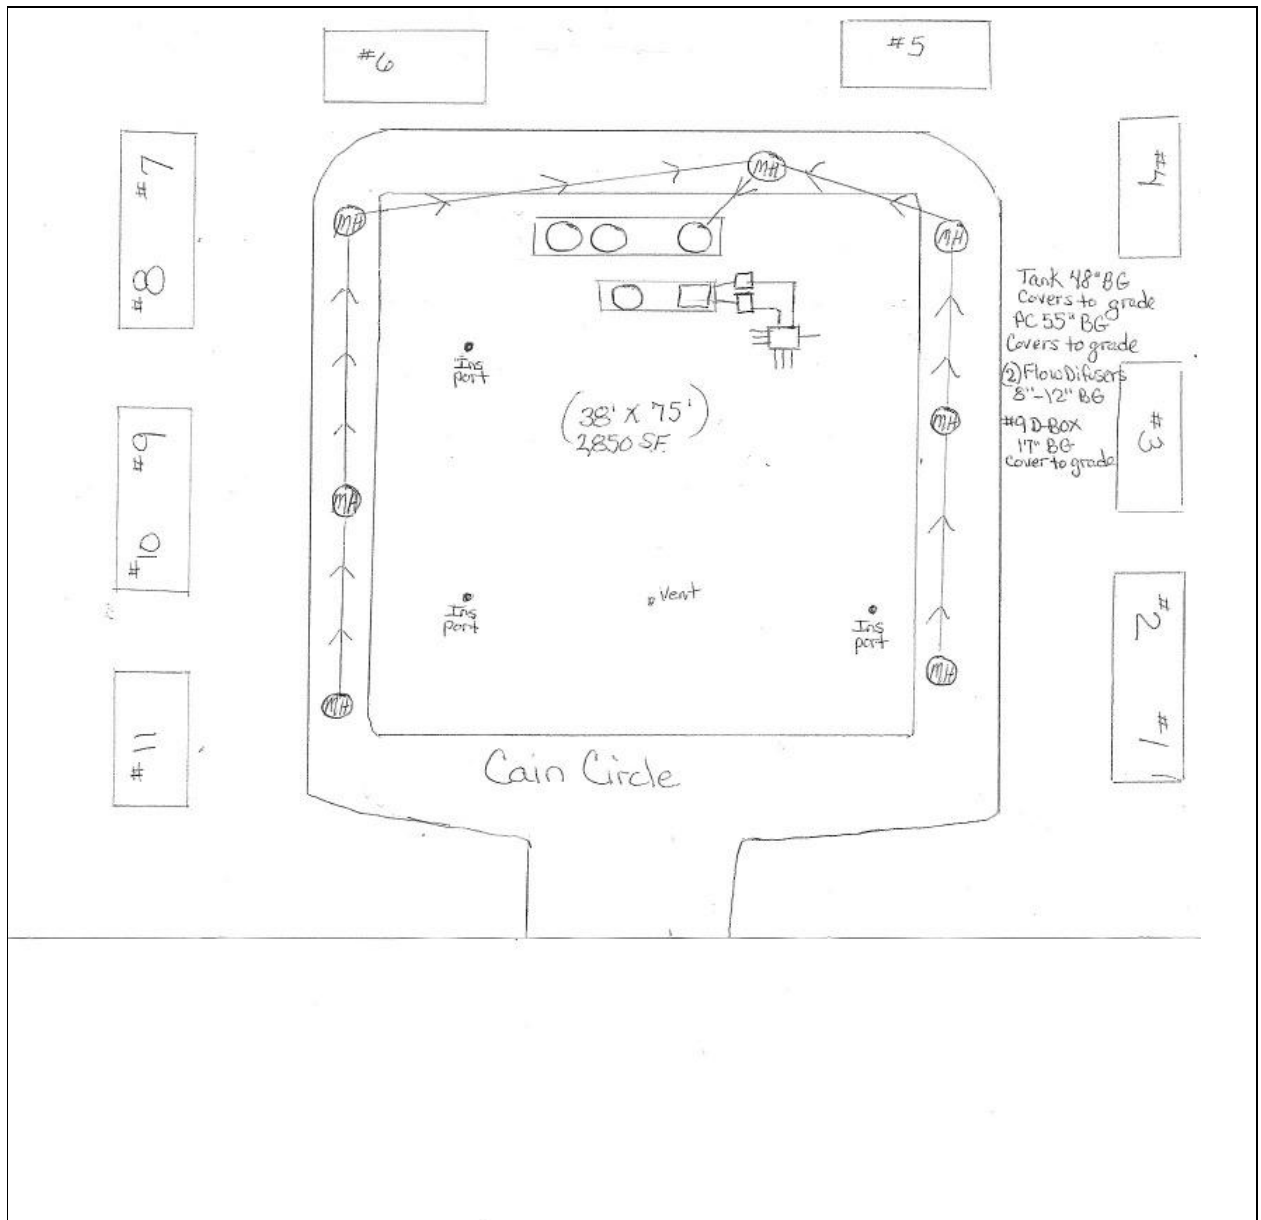 #6
#5
#7
#8
#4
MH
MH
MH
Tank 48" BG
Covers to grade
PC 55" BG
Covers to grade
(2) Flow Difusers
8"-12" BG
#9 D-BOX
17" BG
Cover to grade
Ins
port
(38' X 75')
2,850 S.F.
#3
#9
#10
MH
MH
Ins
port
Vent
Ins
port
#2
#1
MH
MH
#11
Cain Circle